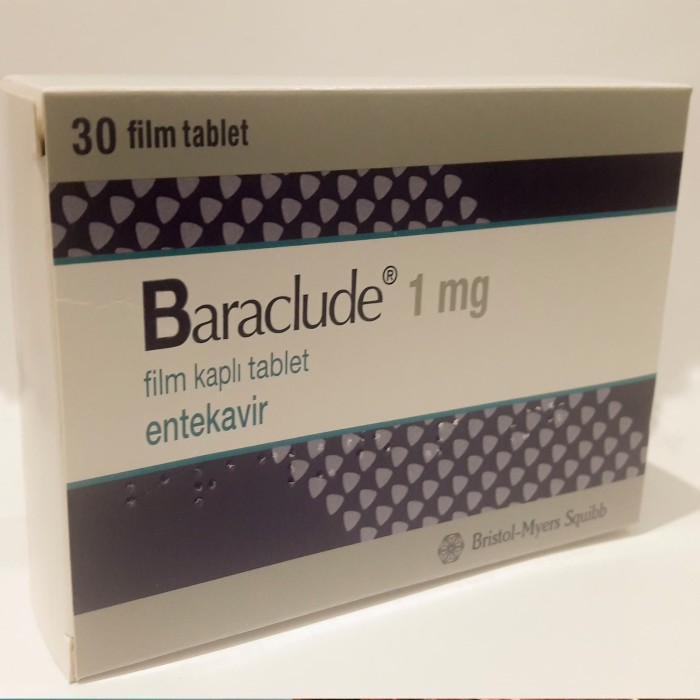 30 film tablet
Baraclude® 1 mg
film kaplı tablet
entekavir
Bristol-Myers Squibb